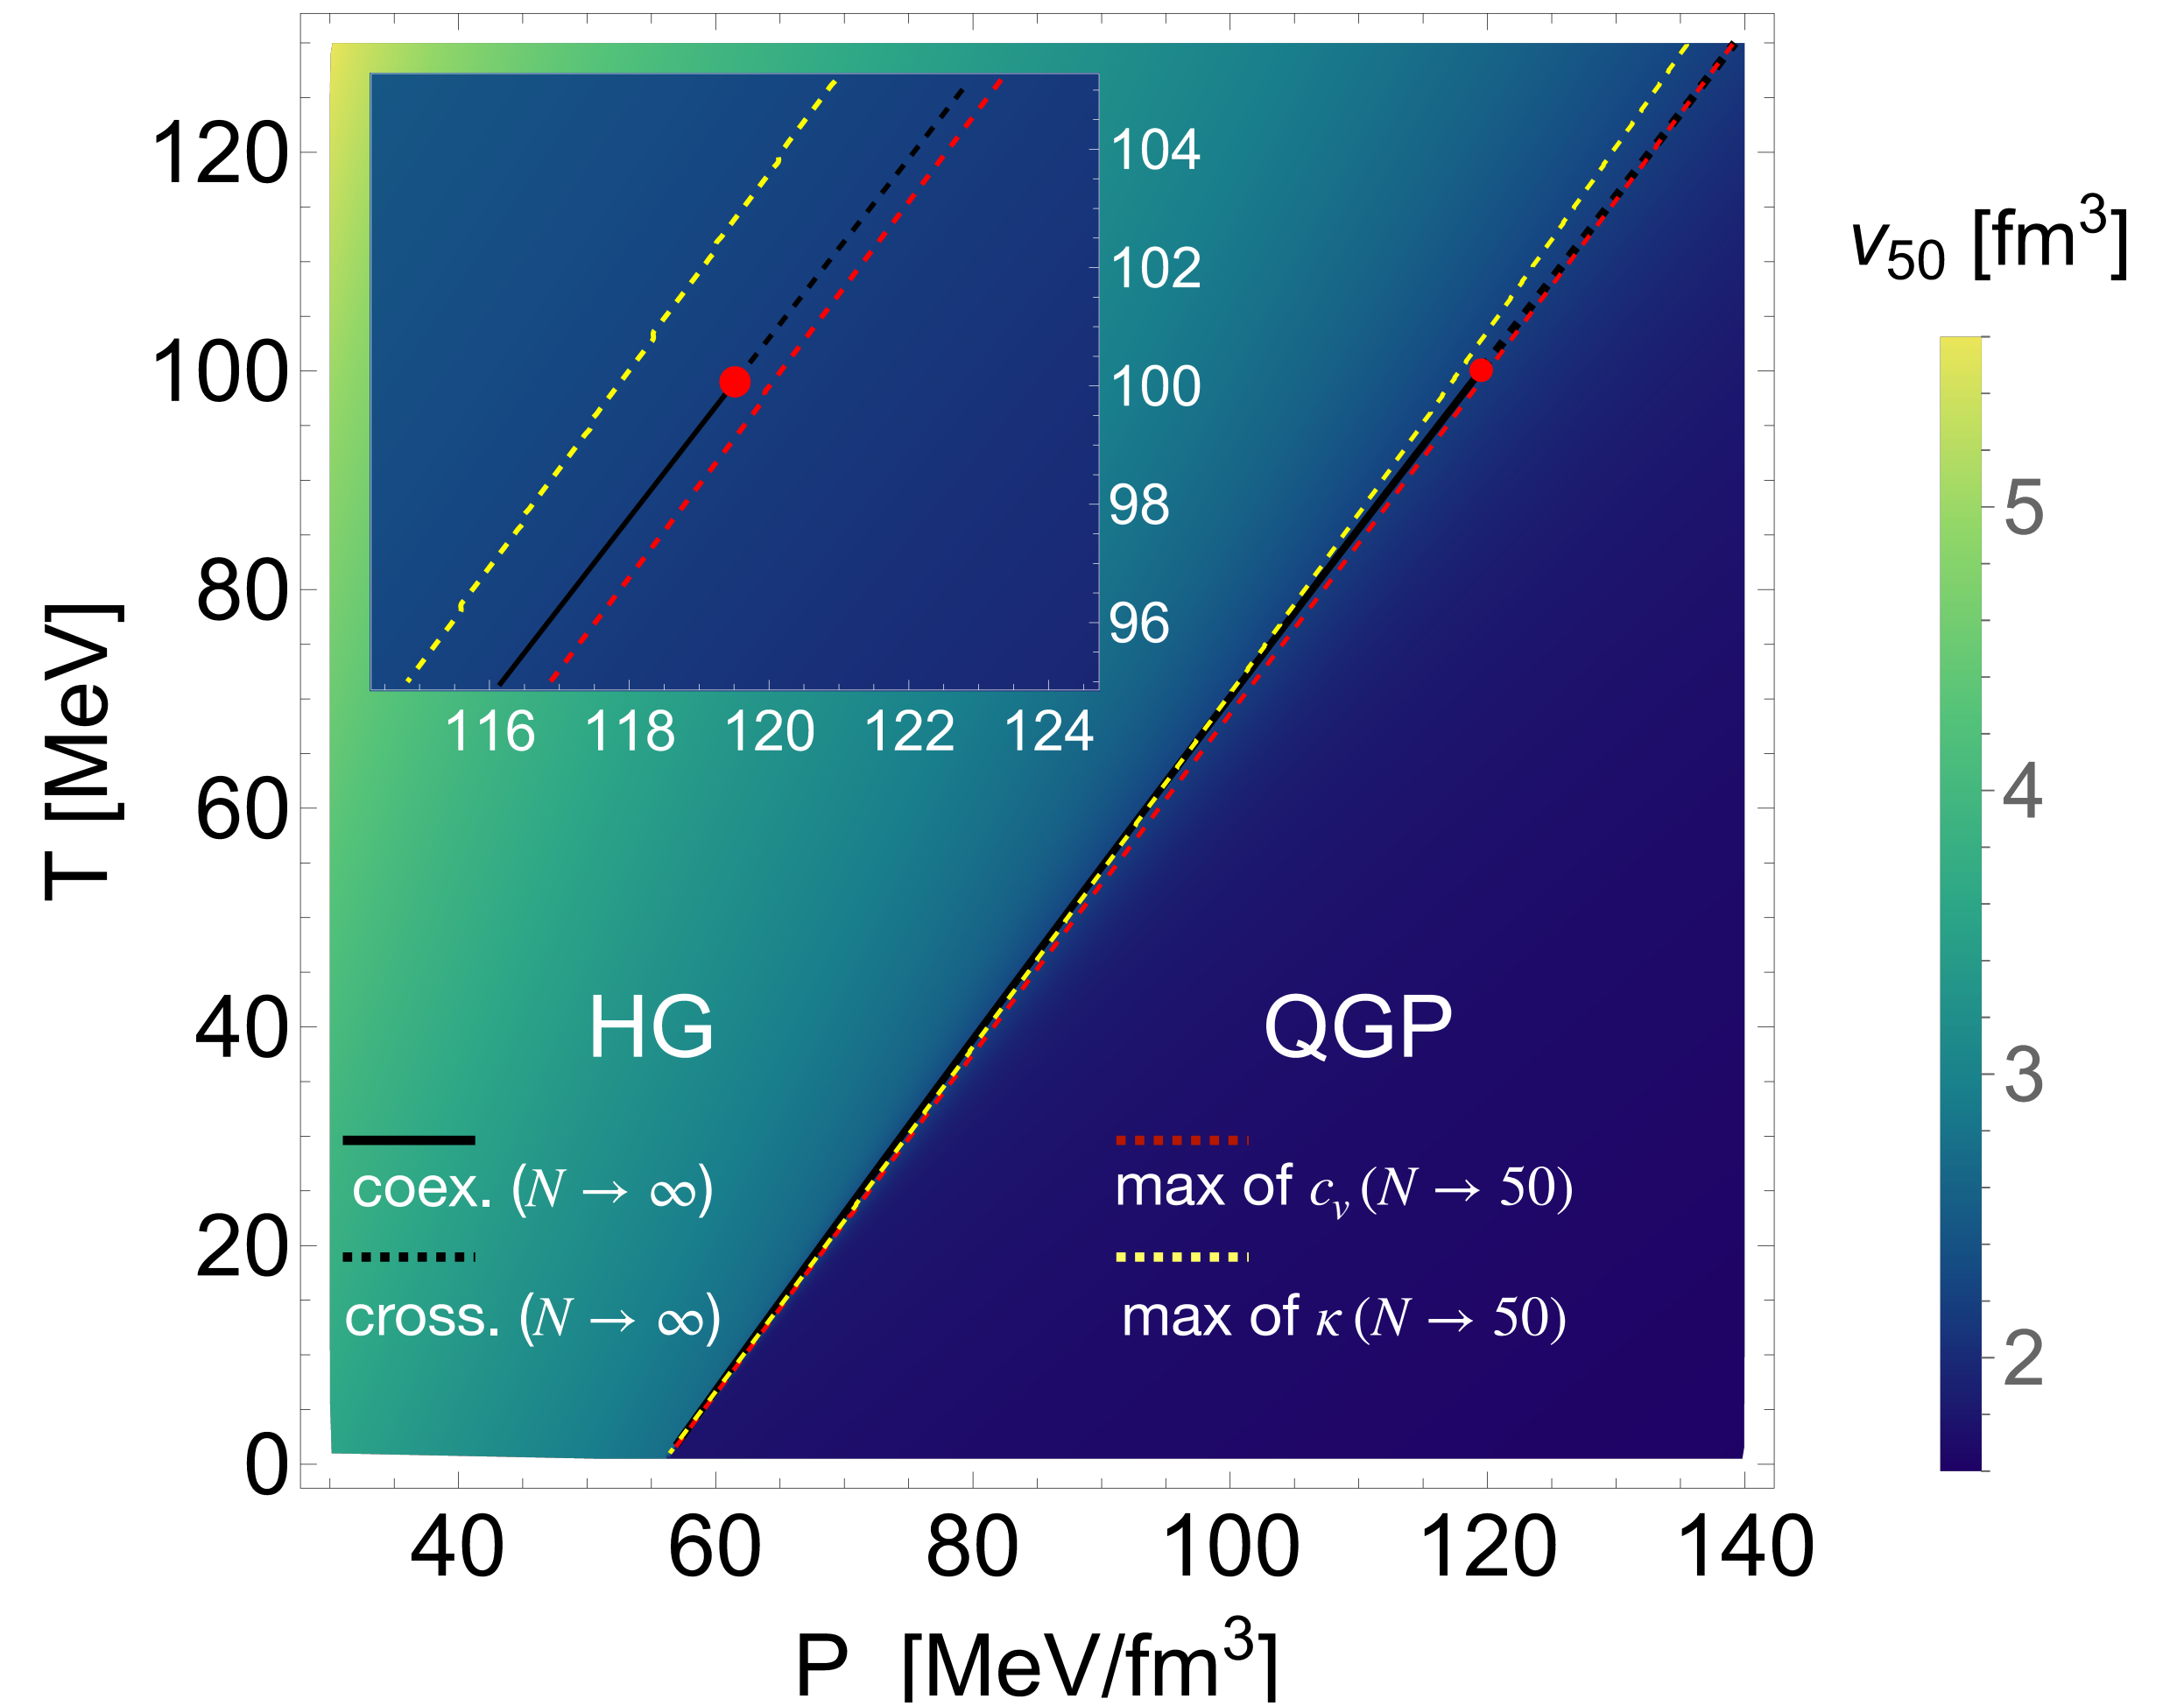 T [MeV]
120
100
80
60
40
20
0
104
102
100
98
96
116 118 120 122 124
HG
QGP
coex. (N → ∞)
cross. (N → ∞)
max of cᵥ (N → 50)
max of κ (N → 50)
40 60 80 100 120 140
P [MeV/fm³]
v₅₀ [fm³]
5
4
3
2